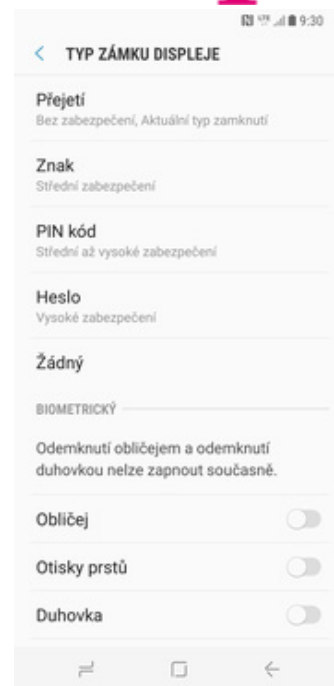 9:30
TYP ZÁMKU DISPLEJE
Přejetí
Bez zabezpečení, Aktuální typ zamknutí
Znak
Střední zabezpečení
PIN kód
Střední až vysoké zabezpečení
Heslo
Vysoké zabezpečení
Žádný
BIOMETRICKÝ
Odemknutí obličejem a odemknutí
duhovkou nelze zapnout současně.
Obličej
Otisky prstů
Duhovka